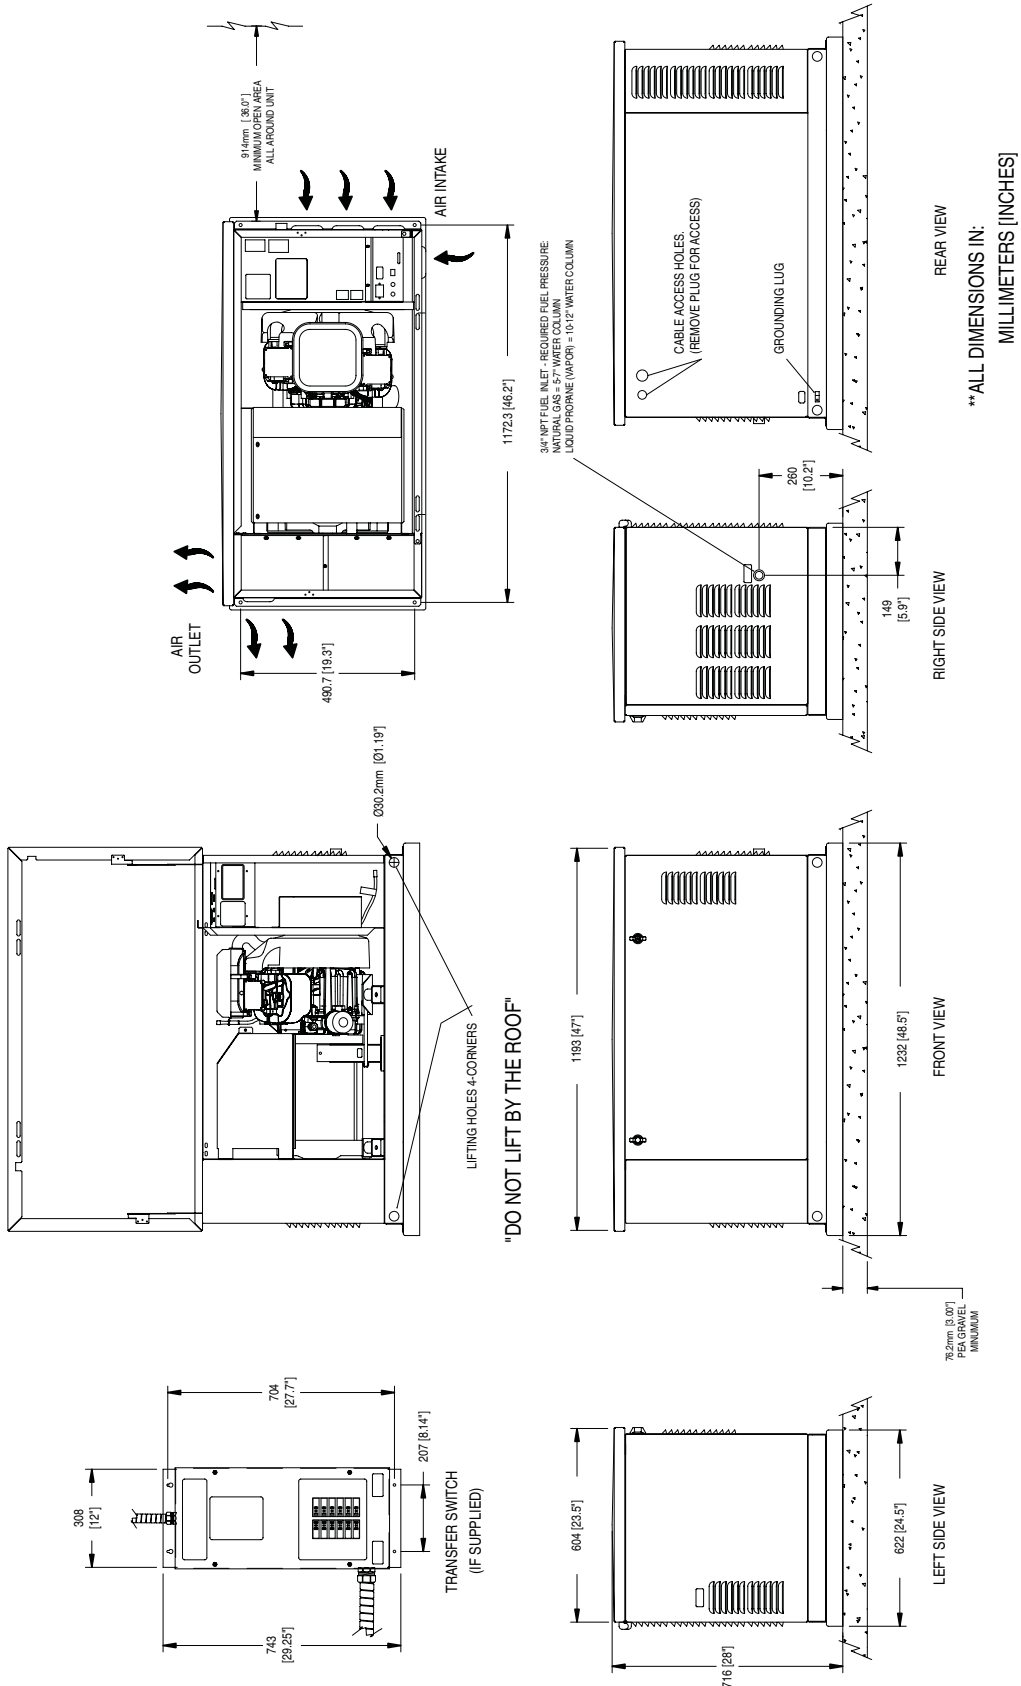 743
[29.25"]
308
[12"]
704
[27.7"]
207 [8.14"]
TRANSFER SWITCH
(IF SUPPLIED)
Ø30.2mm [Ø1.19"]
LIFTING HOLES 4-CORNERS
"DO NOT LIFT BY THE ROOF"
AIR
OUTLET
490.7 [19.3"]
1172.3 [46.2"]
AIR INTAKE
914mm [36.0"]
MINIMUM OPEN AREA
ALL AROUND UNIT
716 [28"]
604 [23.5"]
622 [24.5"]
LEFT SIDE VIEW
76.2mm [3.00"]
PEA GRAVEL
MINUMUM
1193 [47"]
1232 [48.5"]
FRONT VIEW
3/4" NPT FUEL INLET - REQUIRED FUEL PRESSURE:
NATURAL GAS = 5-7" WATER COLUMN
LIQUID PROPANE (VAPOR) = 10-12" WATER COLUMN
149
[5.9"]
260
[10.2"]
RIGHT SIDE VIEW
CABLE ACCESS HOLES.
(REMOVE PLUG FOR ACCESS)
GROUNDING LUG
REAR VIEW
**ALL DIMENSIONS IN:
MILLIMETERS [INCHES]